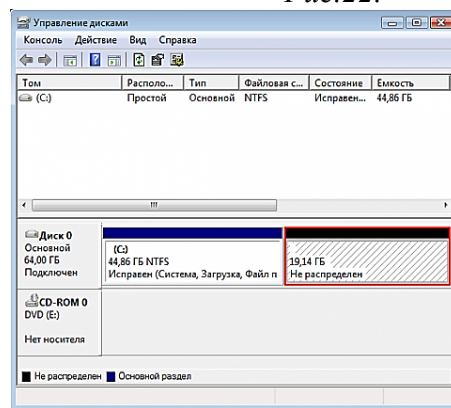 Рис.22.
Управление дисками
Консоль Действие Вид Справка
Том Располо... Тип Файловая с... Состояние Емкость
(C:) Простой Основной NTFS Исправен... 44,86 ГБ
Диск 0
Основной
64,00 ГБ
Подключен
(C:)
44,86 ГБ NTFS
Исправен (Система, Загрузка, Файл п
19,14 ГБ
Не распределен
CD-ROM 0
DVD (E:)
Нет носителя
Не распределен Основной раздел